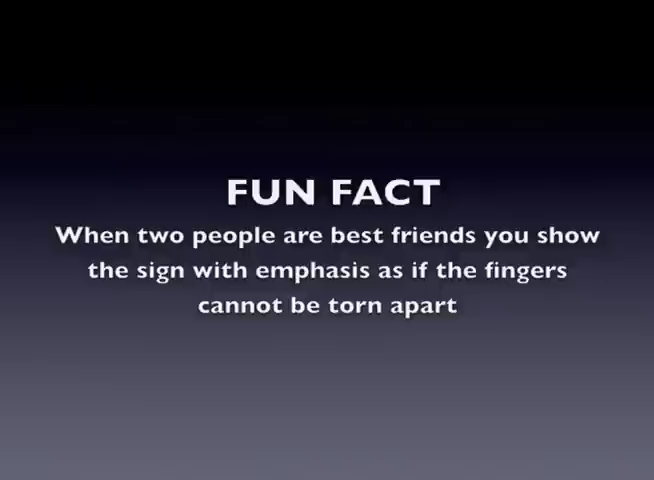 FUN FACT
When two people are best friends you show
the sign with emphasis as if the fingers
cannot be torn apart